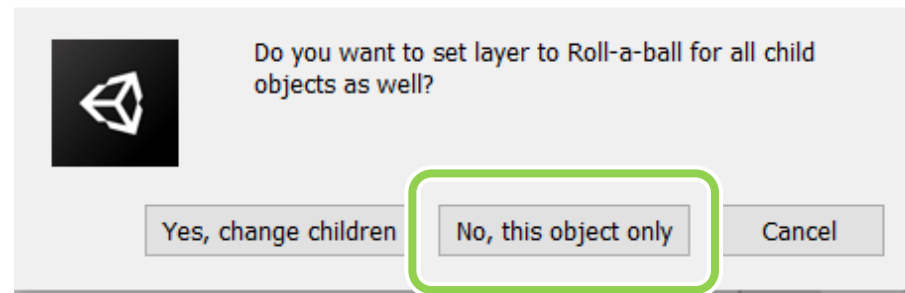 Do you want to set layer to Roll-a-ball for all child
objects as well?
Yes, change children
No, this object only
Cancel